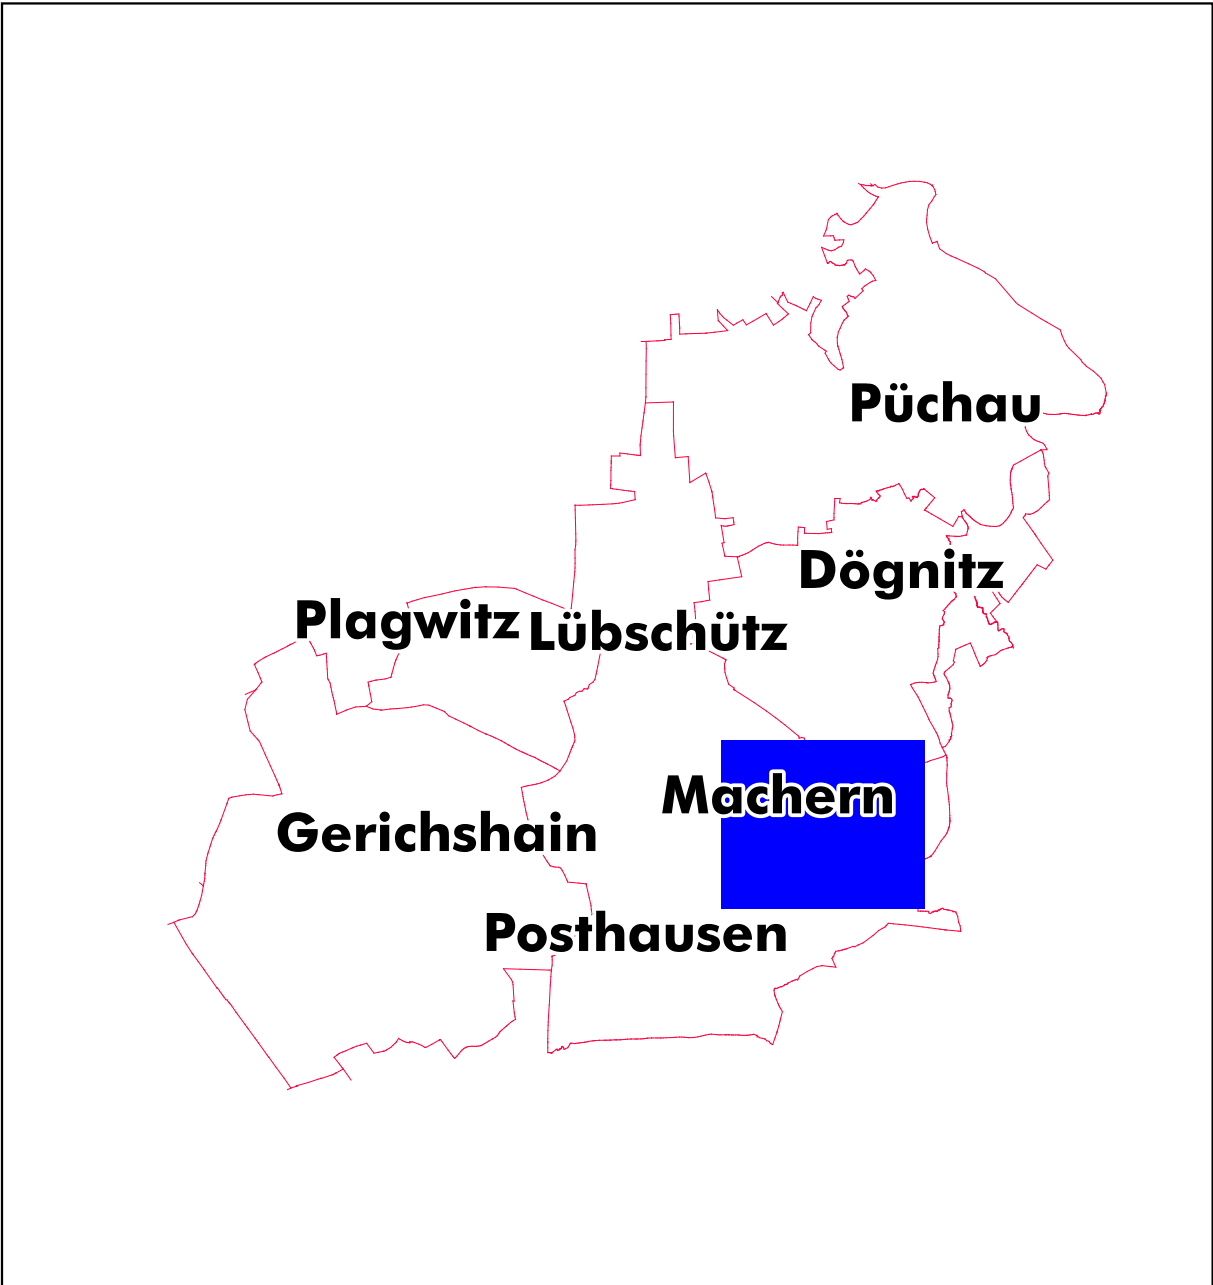 Püchau
Dögnitz
Plagwitz
Lübschütz
Machern
Gerichshain
Posthausen